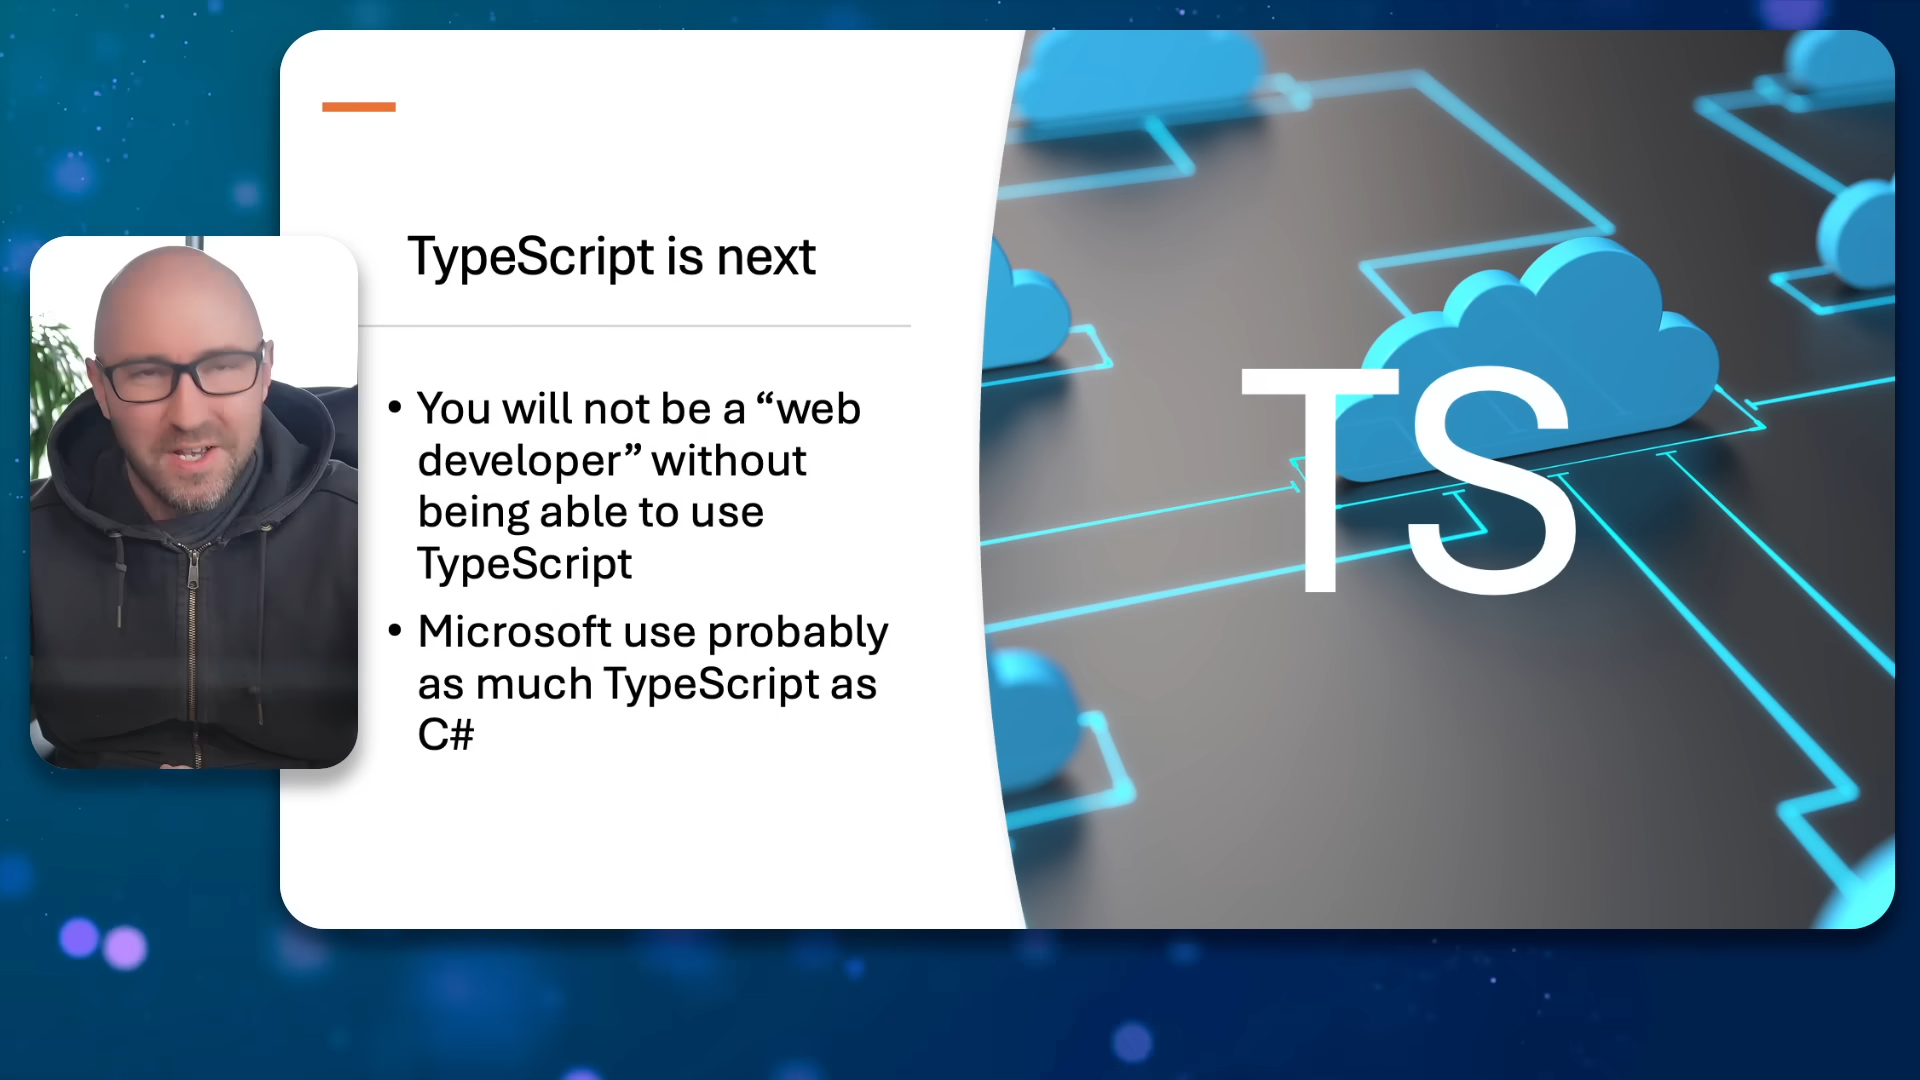 TypeScript is next
• You will not be a “web
developer” without
being able to use
TypeScript
• Microsoft use probably
as much TypeScript as
C#
TS